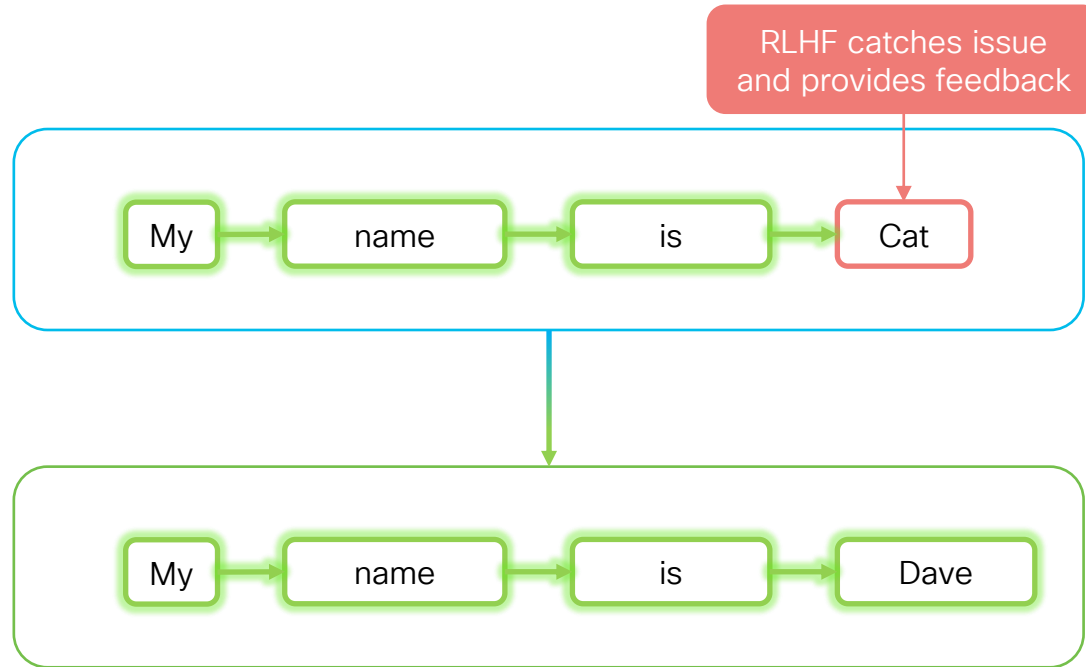 RLHF catches issue
and provides feedback
My name is Cat
My name is Dave